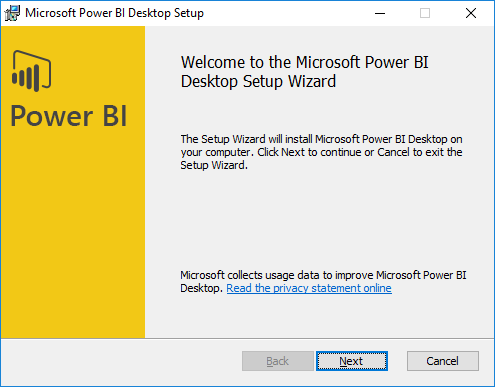 Microsoft Power BI Desktop Setup
Power BI
Welcome to the Microsoft Power BI
Desktop Setup Wizard
The Setup Wizard will install Microsoft Power BI Desktop on
your computer. Click Next to continue or Cancel to exit the
Setup Wizard.
Microsoft collects usage data to improve Microsoft Power BI
Desktop. Read the privacy statement online
Back Next Cancel